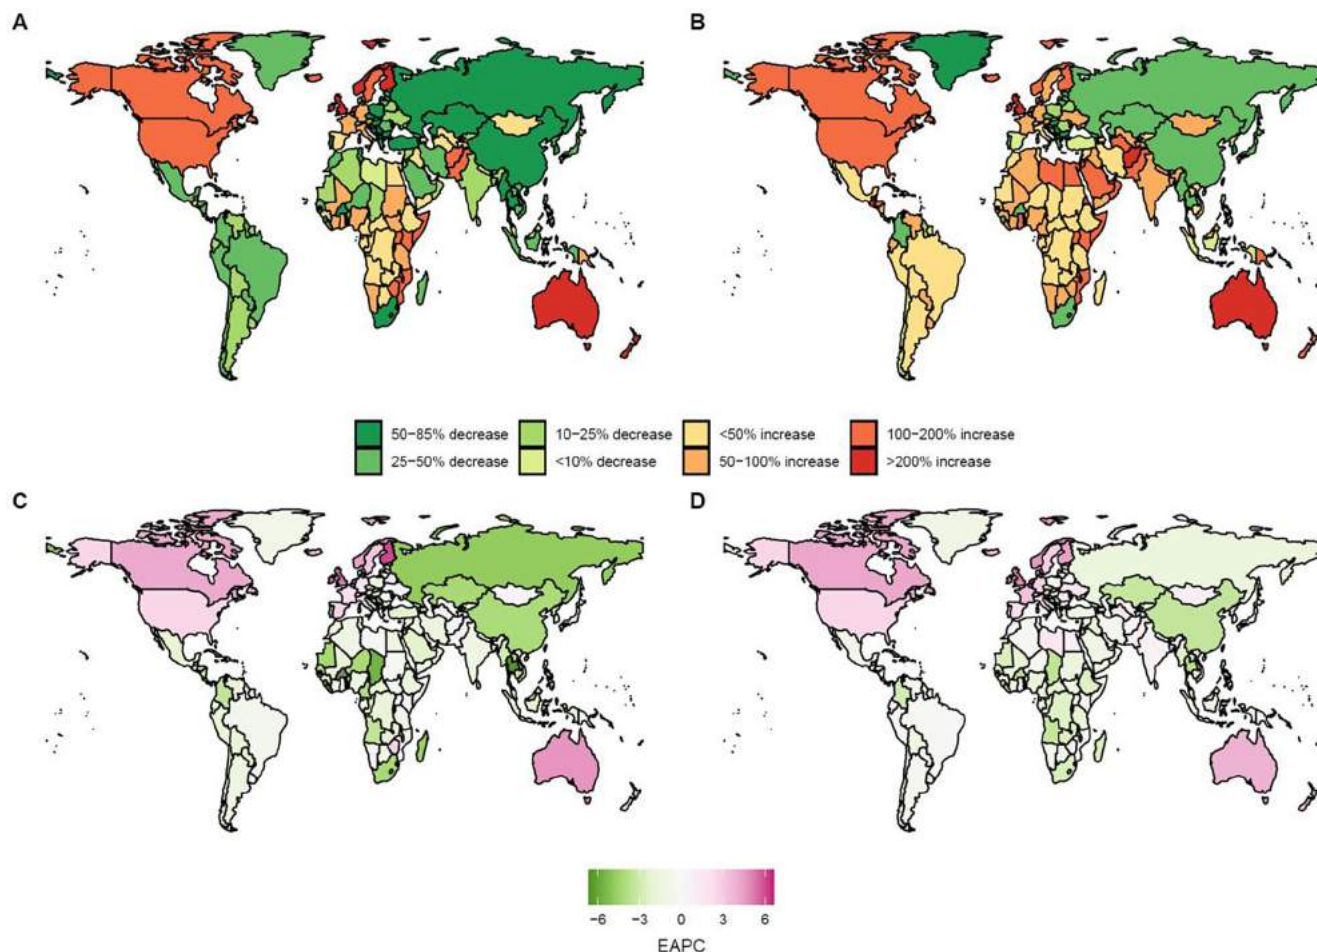 A
B
50−85% decrease
10−25% decrease
<50% increase
100−200% increase
25−50% decrease
<10% decrease
50−100% increase
>200% increase
C
D
-6
-3
0
3
6
EAPC